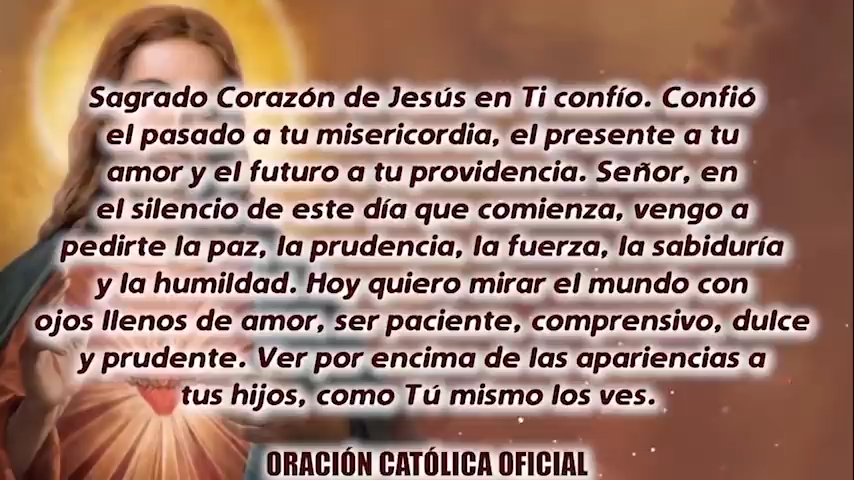 Sagrado Corazón de Jesús en Ti confío. Confió
el pasado a tu misericordia, el presente a tu
amor y el futuro a tu providencia. Señor, en
el silencio de este día que comienza, vengo a
pedirte la paz, la prudencia, la fuerza, la sabiduría
y la humildad. Hoy quiero mirar el mundo con
ojos llenos de amor, ser paciente, comprensivo, dulce
y prudente. Ver por encima de las apariencias a
tus hijos, como Tú mismo los ves.
ORACIÓN CATÓLICA OFICIAL